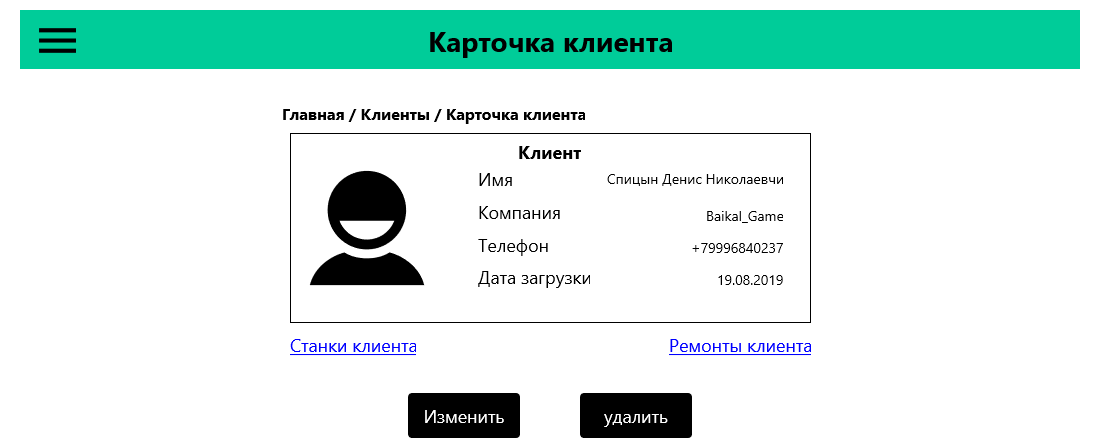 Карточка клиента
Главная / Клиенты / Карточка клиента
Клиент
Имя Спицын Денис Николаевчи
Компания Baikal_Game
Телефон +79996840237
Дата загрузки 19.08.2019
Станки клиента Ремонты клиента
Изменить удалить